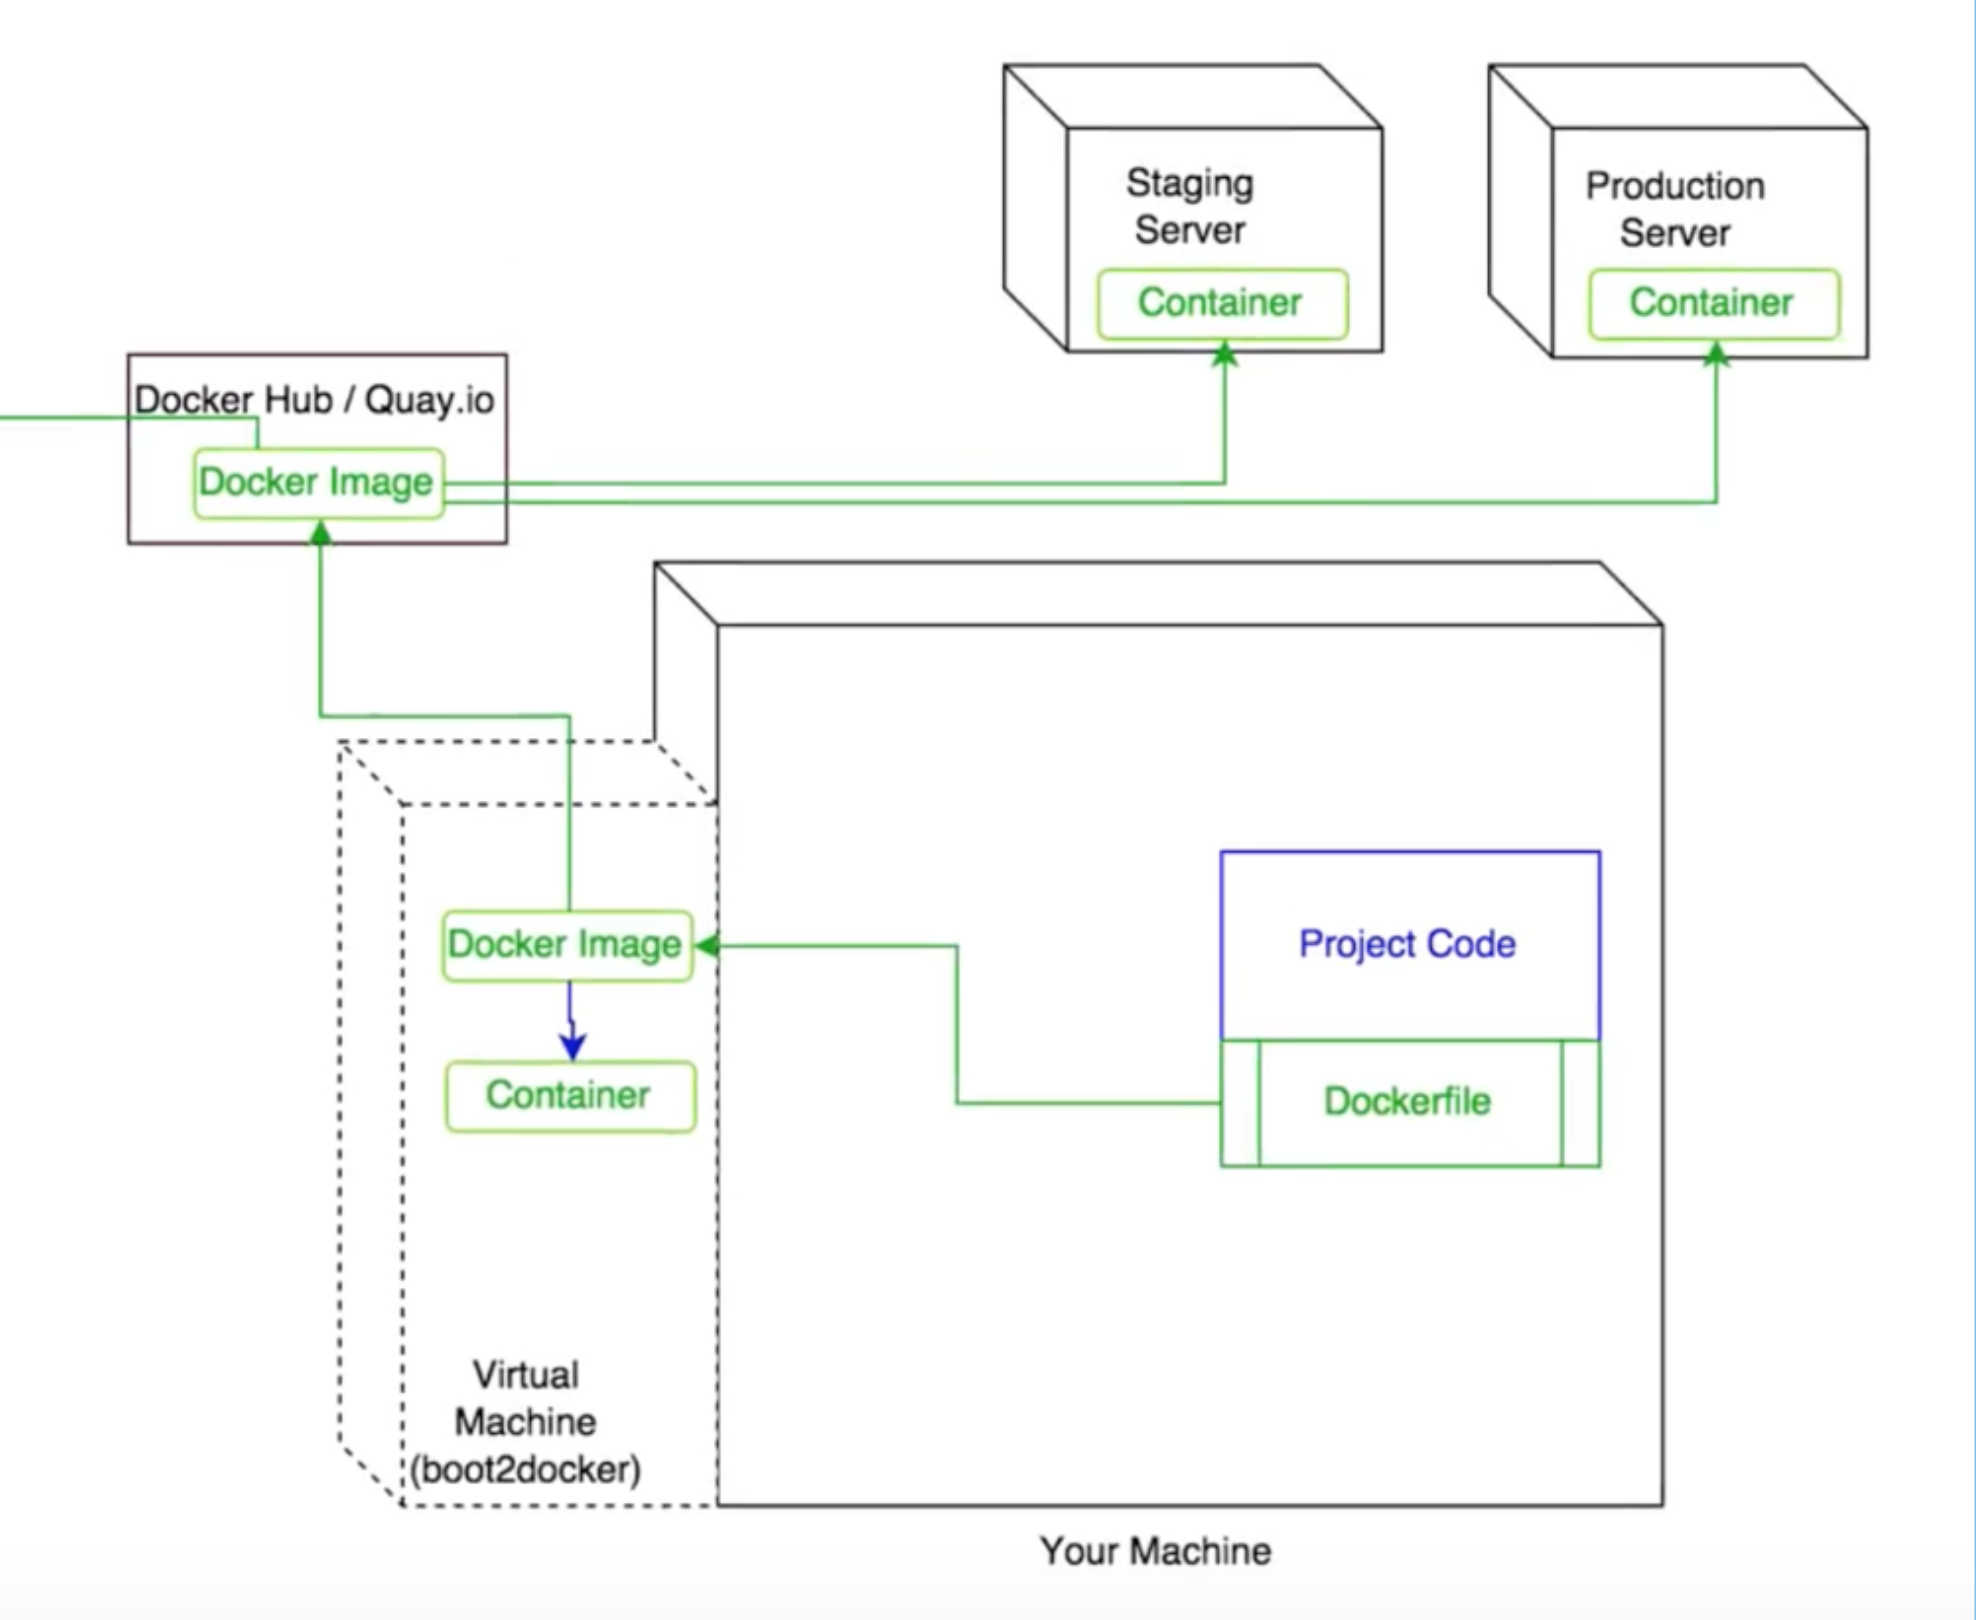 Staging
Server
Container
Production
Server
Container
Docker Hub / Quay.io
Docker Image
Docker Image
Container
Project Code
Dockerfile
Virtual
Machine
(boot2docker)
Your Machine